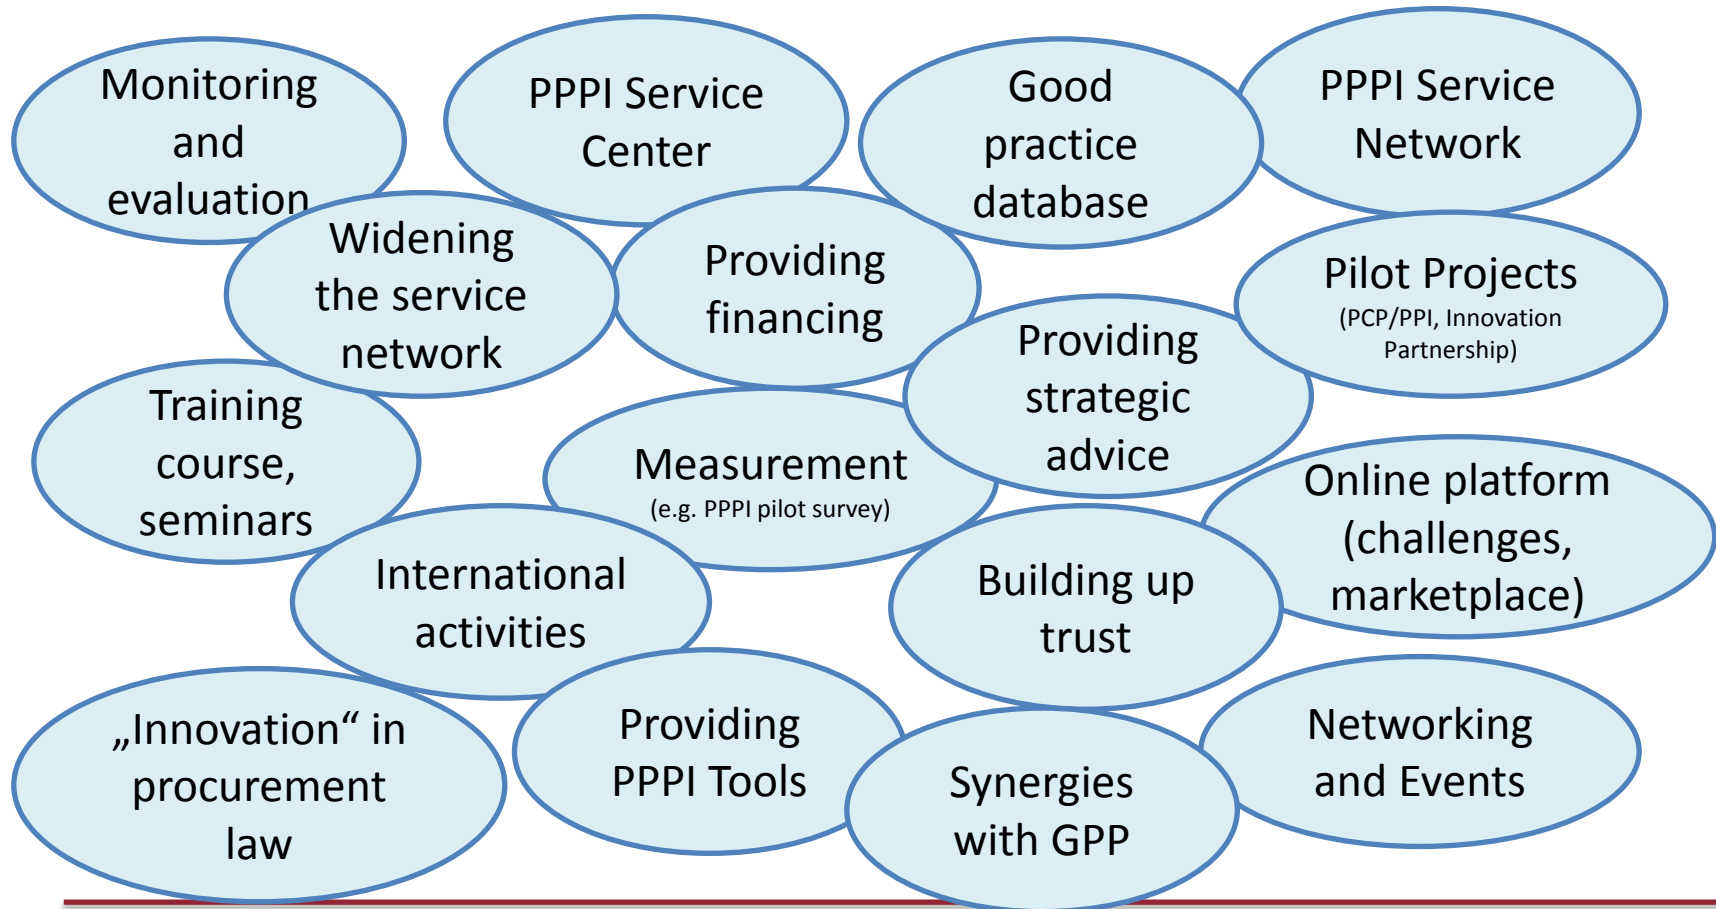 Monitoring
and
evaluation
PPPI Service
Center
Good
practice
database
PPPI Service
Network
Widening
the service
network
Providing
financing
Providing
strategic
advice
Pilot Projects
(PCP/PPI, Innovation
Partnership)
Training
course,
seminars
Measurement
(e.g. PPPI pilot survey)
Online platform
(challenges,
marketplace)
International
activities
Building up
trust
„Innovation“ in
procurement
law
Providing
PPPI Tools
Synergies
with GPP
Networking
and Events